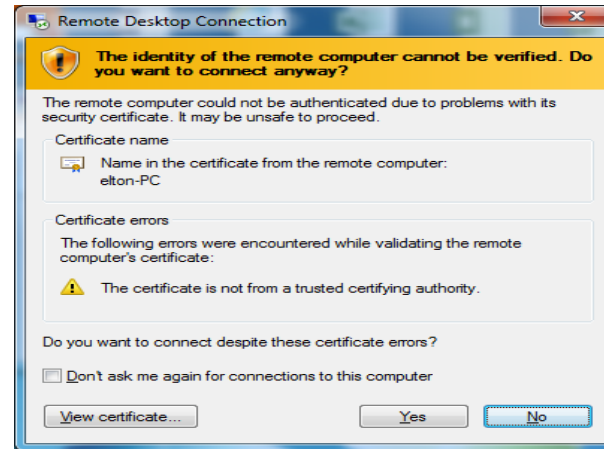 Remote Desktop Connection
The identity of the remote computer cannot be verified. Do
you want to connect anyway?
The remote computer could not be authenticated due to problems with its
security certificate. It may be unsafe to proceed.
Certificate name
Name in the certificate from the remote computer:
elton-PC
Certificate errors
The following errors were encountered while validating the remote
computer's certificate:
The certificate is not from a trusted certifying authority.
Do you want to connect despite these certificate errors?
Don't ask me again for connections to this computer
View certificate...
Yes
No